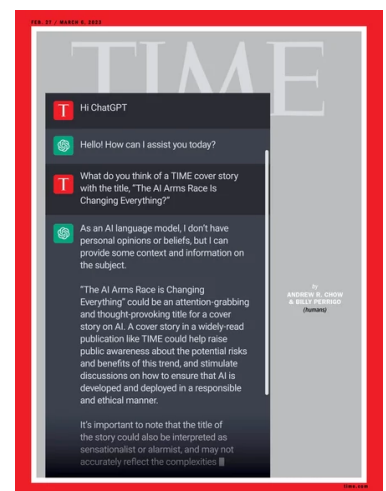 FEB. 27 / MARCH 6, 2023
TIME
T
Hi ChatGPT
Hello! How can I assist you today?
T
What do you think of a TIME cover story
with the title, "The AI Arms Race Is
Changing Everything?"
As an AI language model, I don't have
personal opinions or beliefs, but I can
provide some context and information on
the subject.
"The AI Arms Race is Changing
Everything" could be an attention-grabbing
and thought-provoking title for a cover
story on AI. A cover story in a widely-read
publication like TIME could help raise
public awareness about the potential risks
and benefits of this trend, and stimulate
discussions on how to ensure that AI is
developed and deployed in a responsible
and ethical manner.
It's important to note that the title of
the story could also be interpreted as
sensationalist or alarmist, and may not
accurately reflect the complexities
by
ANDREW R. CHOW
& BILLY PERRIGO
(humans)
time.com